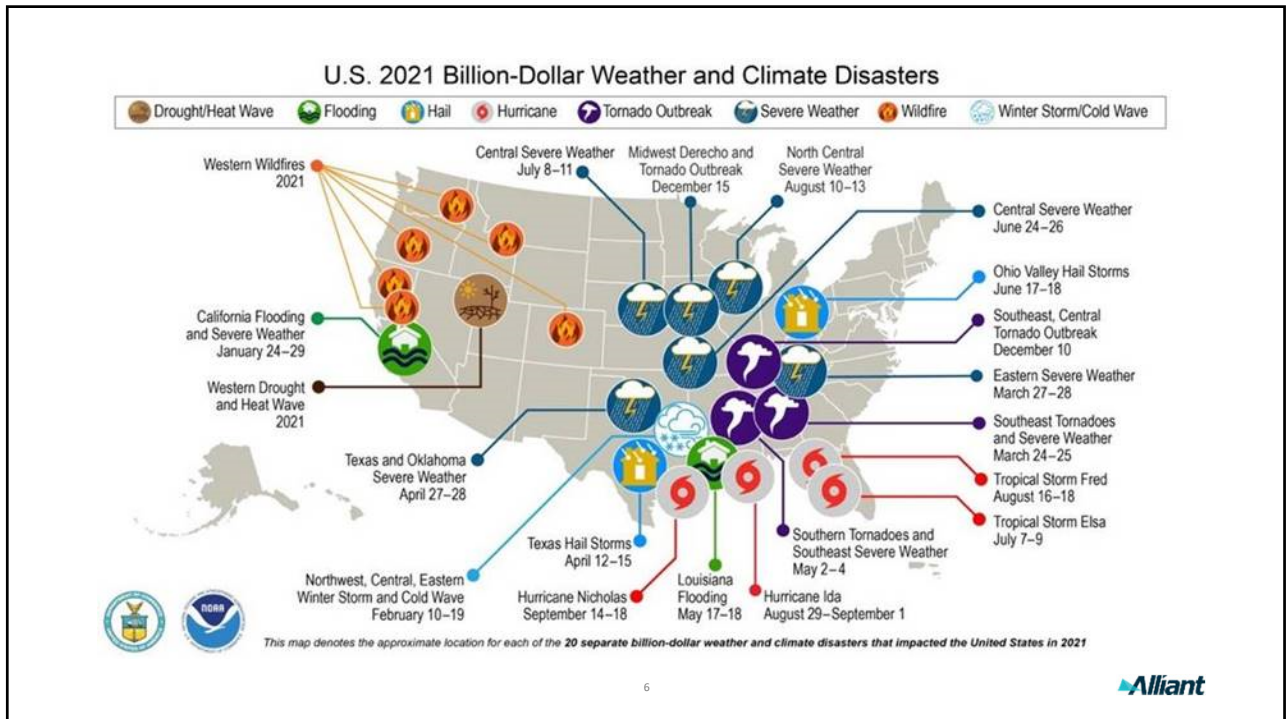 U.S. 2021 Billion-Dollar Weather and Climate Disasters
Drought/Heat Wave
Flooding
Hail
Hurricane
Tornado Outbreak
Severe Weather
Wildfire
Winter Storm/Cold Wave
Western Wildfires
2021
Central Severe Weather
July 8–11
Midwest Derecho and
Tornado Outbreak
December 15
North Central
Severe Weather
August 10–13
Central Severe Weather
June 24–26
Ohio Valley Hail Storms
June 17–18
California Flooding
and Severe Weather
January 24–29
Southeast, Central
Tornado Outbreak
December 10
Western Drought
and Heat Wave
2021
Eastern Severe Weather
March 27–28
Southeast Tornadoes
and Severe Weather
March 24–25
Texas and Oklahoma
Severe Weather
April 27–28
Tropical Storm Fred
August 16–18
Tropical Storm Elsa
July 7–9
Texas Hail Storms
April 12–15
Southern Tornadoes and
Southeast Severe Weather
May 2–4
Northwest, Central, Eastern
Winter Storm and Cold Wave
February 10–19
Hurricane Nicholas
September 14–18
Louisiana
Flooding
May 17–18
Hurricane Ida
August 29–September 1
NOAA
This map denotes the approximate location for each of the 20 separate billion-dollar weather and climate disasters that impacted the United States in 2021
6
Alliant